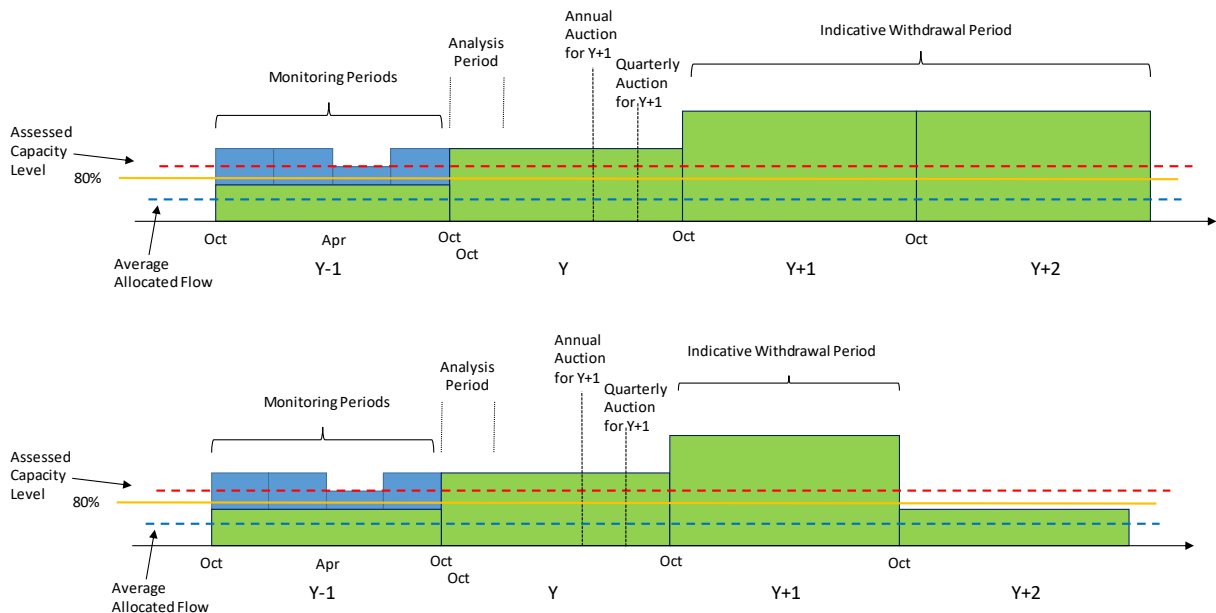 Annual
Auction
for Y+1
Indicative Withdrawal Period
Analysis
Period
Quarterly
Auction
for Y+1
Monitoring Periods
Assessed
Capacity
Level
80%
Oct
Apr
Oct
Oct
Oct
Oct
Average
Allocated Flow
Y-1
Y
Y+1
Y+2
Annual
Auction
for Y+1
Indicative Withdrawal Period
Analysis
Period
Quarterly
Auction
for Y+1
Monitoring Periods
Assessed
Capacity
Level
80%
Oct
Apr
Oct
Oct
Oct
Oct
Average
Allocated Flow
Y-1
Y
Y+1
Y+2